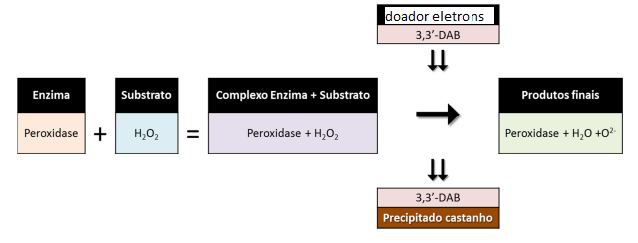 doador eletrons
3,3'-DAB
Enzima
Peroxidase
+
Substrato
H₂O₂
=
Complexo Enzima + Substrato
Peroxidase + H₂O₂
Produtos finais
Peroxidase + H₂O +O²⁻
3,3'-DAB
Precipitado castanho